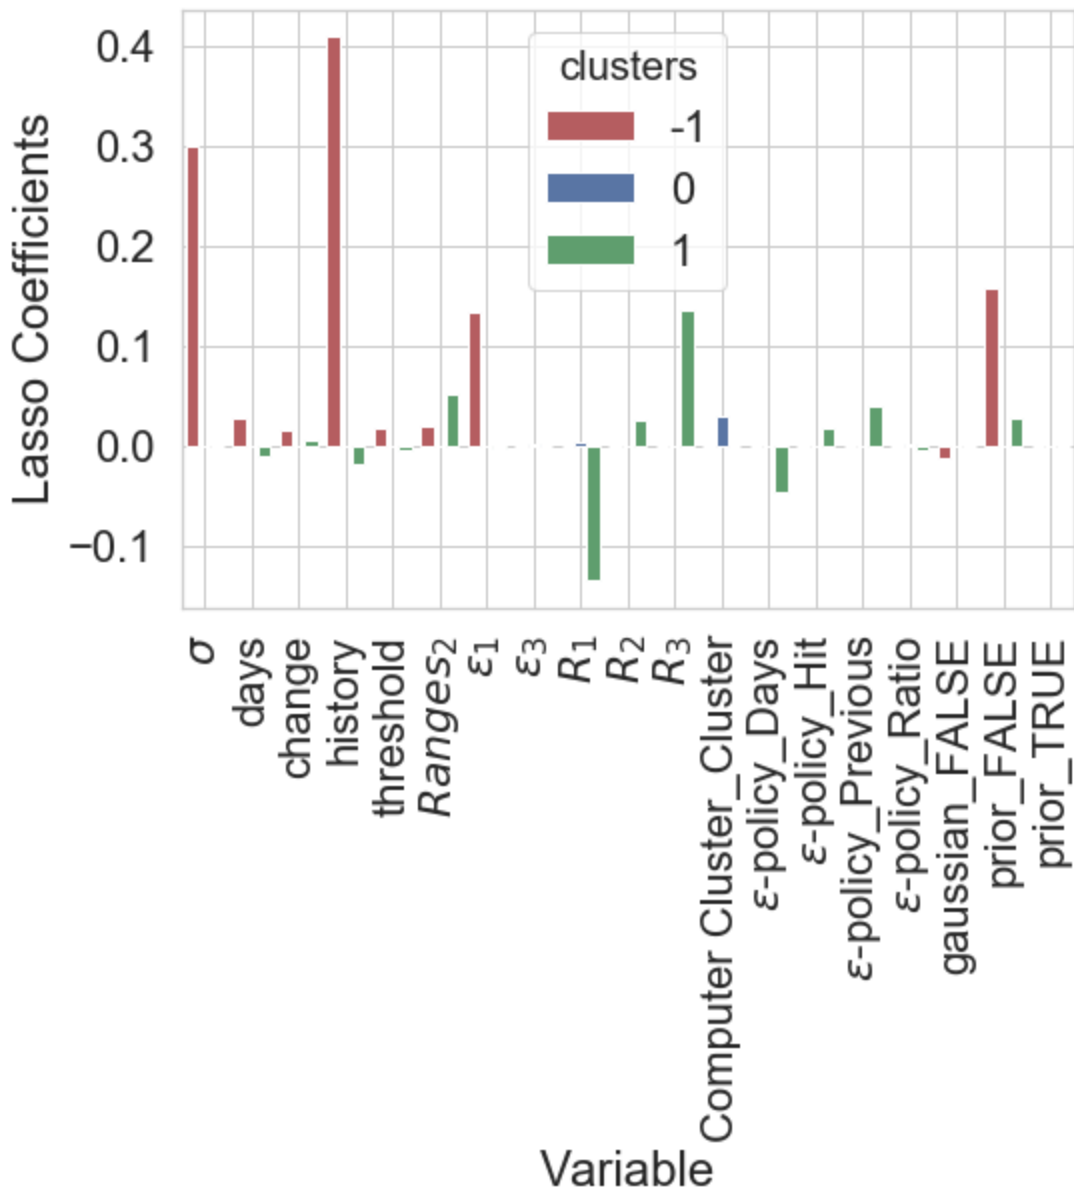 Lasso Coefficients
0.4
0.3
0.2
0.1
0.0
−0.1
clusters
-1
0
1
σ
days
change
history
threshold
Ranges₂
ε₁
ε₃
R₁
R₂
R₃
Computer Cluster_Cluster
ε-policy_Days
ε-policy_Hit
ε-policy_Previous
ε-policy_Ratio
gaussian_FALSE
prior_FALSE
prior_TRUE
Variable